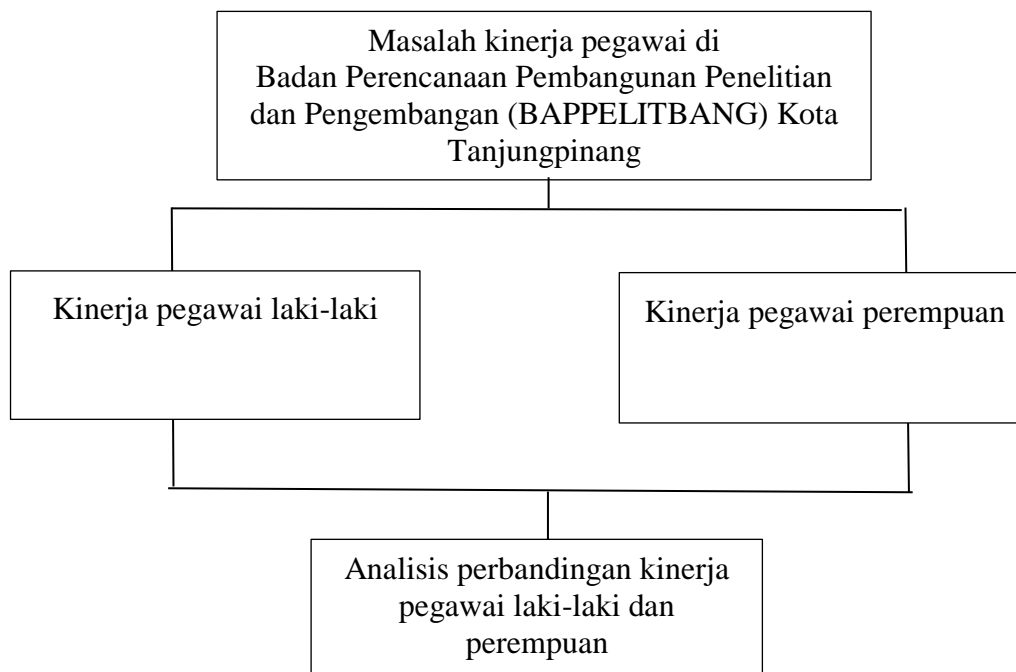 Masalah kinerja pegawai di
Badan Perencanaan Pembangunan Penelitian
dan Pengembangan (BAPPELITBANG) Kota
Tanjungpinang
Kinerja pegawai laki-laki
Kinerja pegawai perempuan
Analisis perbandingan kinerja
pegawai laki-laki dan
perempuan